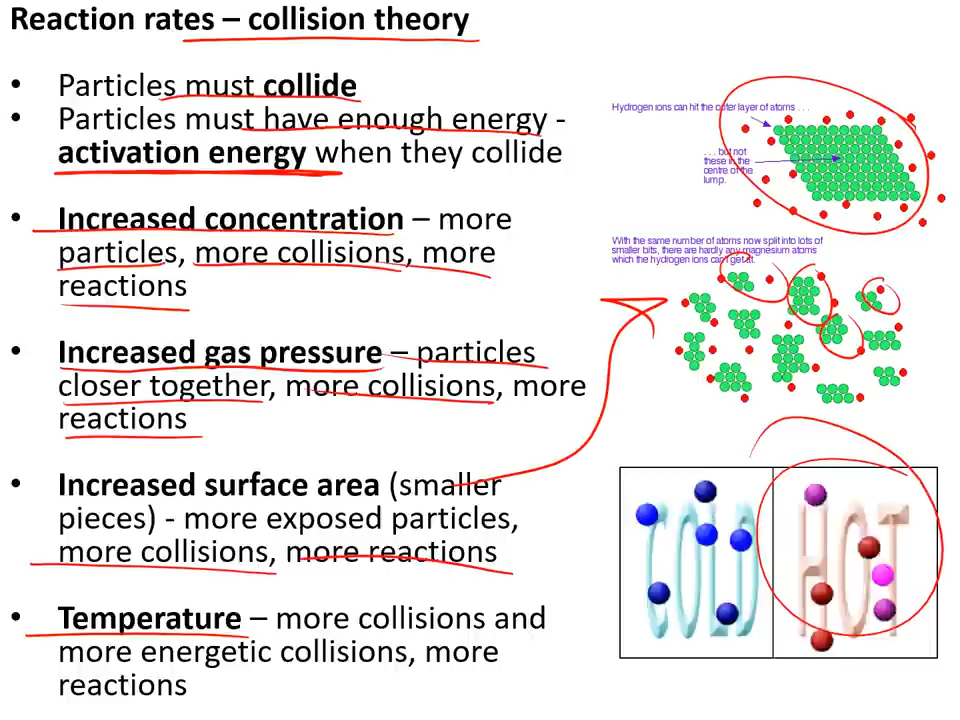 Reaction rates – collision theory
• Particles must collide
• Particles must have enough energy -
activation energy when they collide
• Increased concentration – more
particles, more collisions, more
reactions
• Increased gas pressure – particles
closer together, more collisions, more
reactions
• Increased surface area (smaller
pieces) - more exposed particles,
more collisions, more reactions
• Temperature – more collisions and
more energetic collisions, more
reactions
Hydrogen ions can hit the outer layer of atoms . . .
. . . but not
these in the
centre of the
lump.
With the same number of atoms now split into lots of
smaller bits, there are hardly any magnesium atoms
which the hydrogen ions can't get at.
COLD
HOT